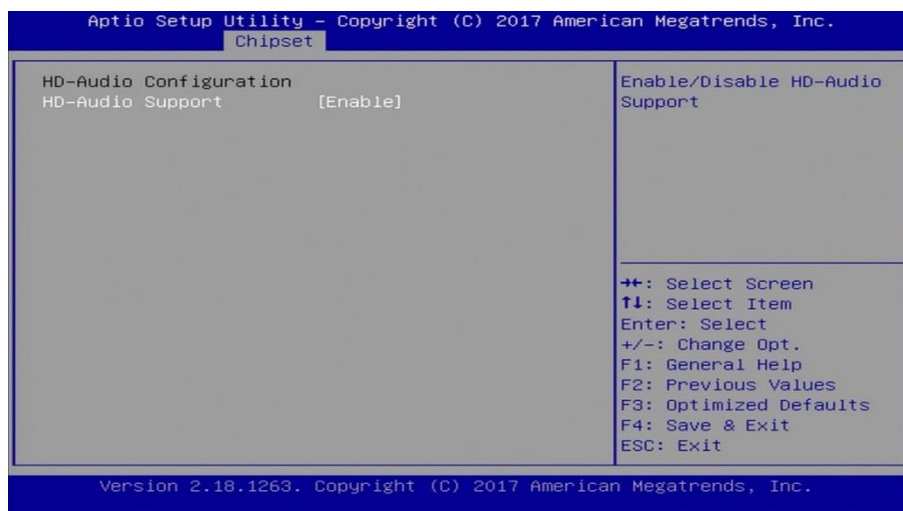 Aptio Setup Utility – Copyright (C) 2017 American Megatrends, Inc.
Chipset
HD-Audio Configuration
HD-Audio Support [Enable]
Enable/Disable HD-Audio
Support
→←: Select Screen
↑↓: Select Item
Enter: Select
+/-: Change Opt.
F1: General Help
F2: Previous Values
F3: Optimized Defaults
F4: Save & Exit
ESC: Exit
Version 2.18.1263. Copyright (C) 2017 American Megatrends, Inc.